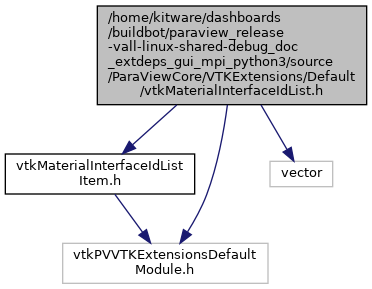 /home/kitware/dashboards
/buildbot/paraview_release
-vall-linux-shared-debug_doc
_extdeps_gui_mpi_python3/source
/ParaViewCore/VTKExtensions/Default
/vtkMaterialInterfaceIdList.h
vtkMaterialInterfaceIdList
Item.h
vector
vtkPVVTKExtensionsDefault
Module.h